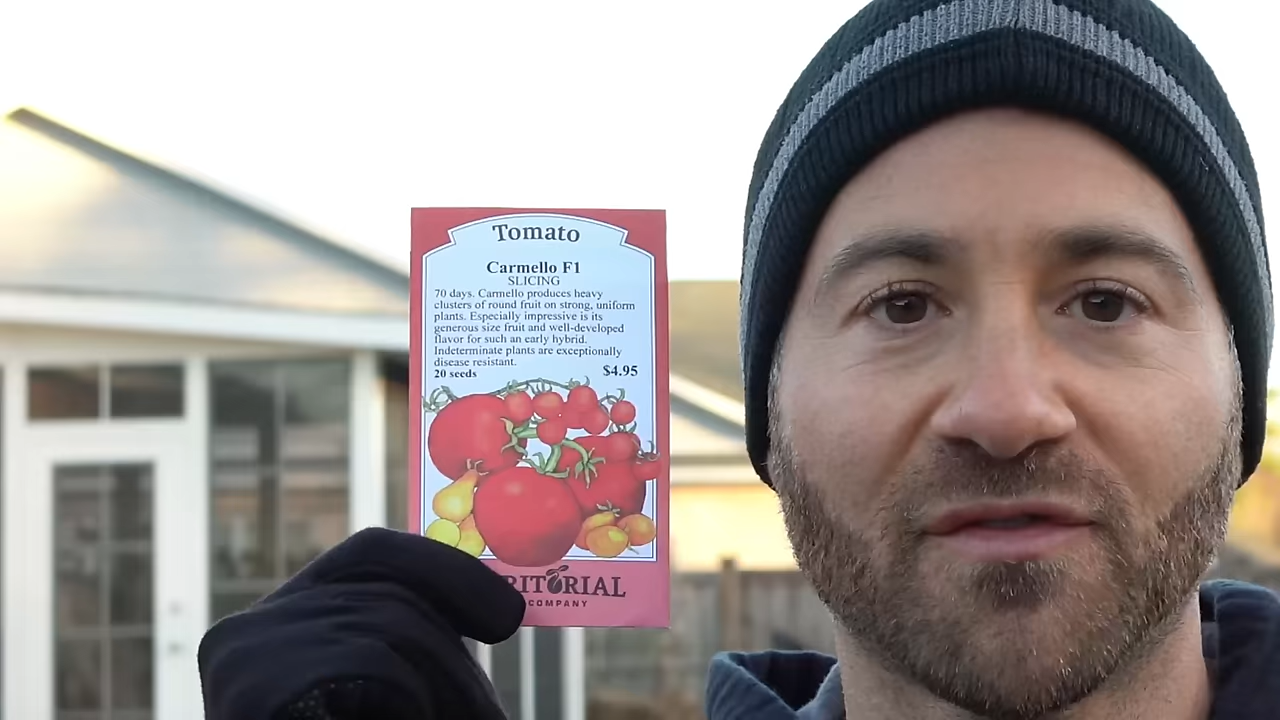 Tomato
Carmello F1
SLICING
70 days. Carmello produces heavy
clusters of round fruit on strong, uniform
plants. Especially impressive is its
generous size fruit and well-developed
flavor for such an early hybrid.
Indeterminate plants are exceptionally
disease resistant.
20 seeds $4.95
RITORIAL
COMPANY